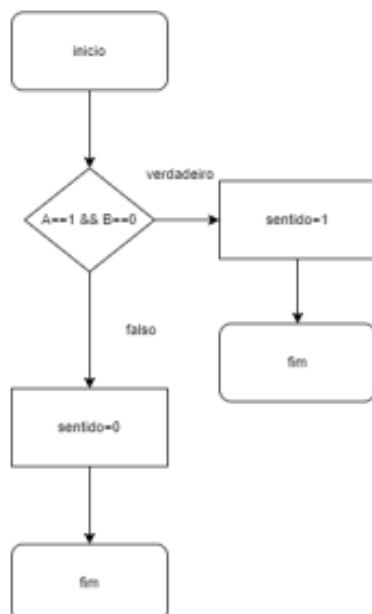 inicio
verdadeiro
A==1 && B==0
sentido=1
falso
fim
sentido=0
fim